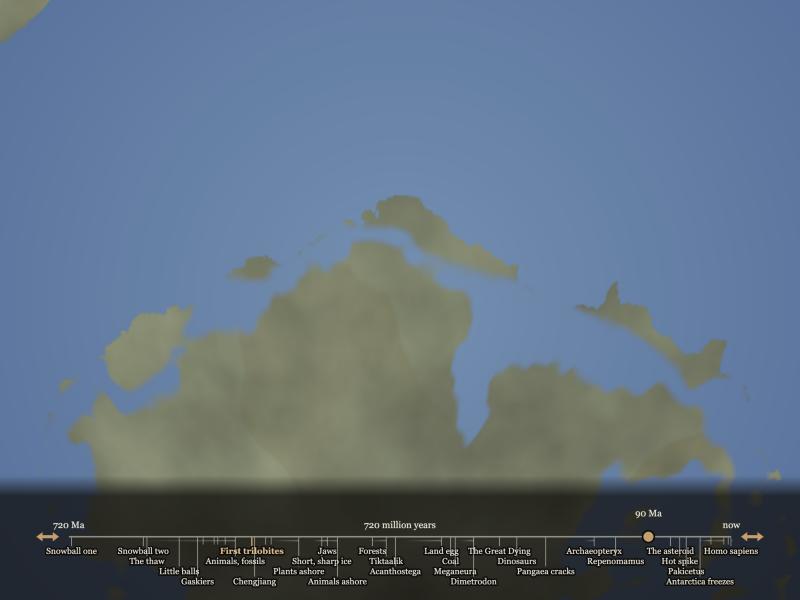 90 Ma
720 Ma 720 million years now
Snowball one Snowball two First trilobites Jaws Forests Land egg The Great Dying Archaeopteryx The asteroid Homo sapiens
The thaw Animals, fossils Short, sharp ice Tiktaalik Coal Dinosaurs Repenomamus Hot spike
Little balls Plants ashore Acanthostega Meganeura Pangaea cracks Pakicetus
Gaskiers Chengjiang Animals ashore Dimetrodon Antarctica freezes